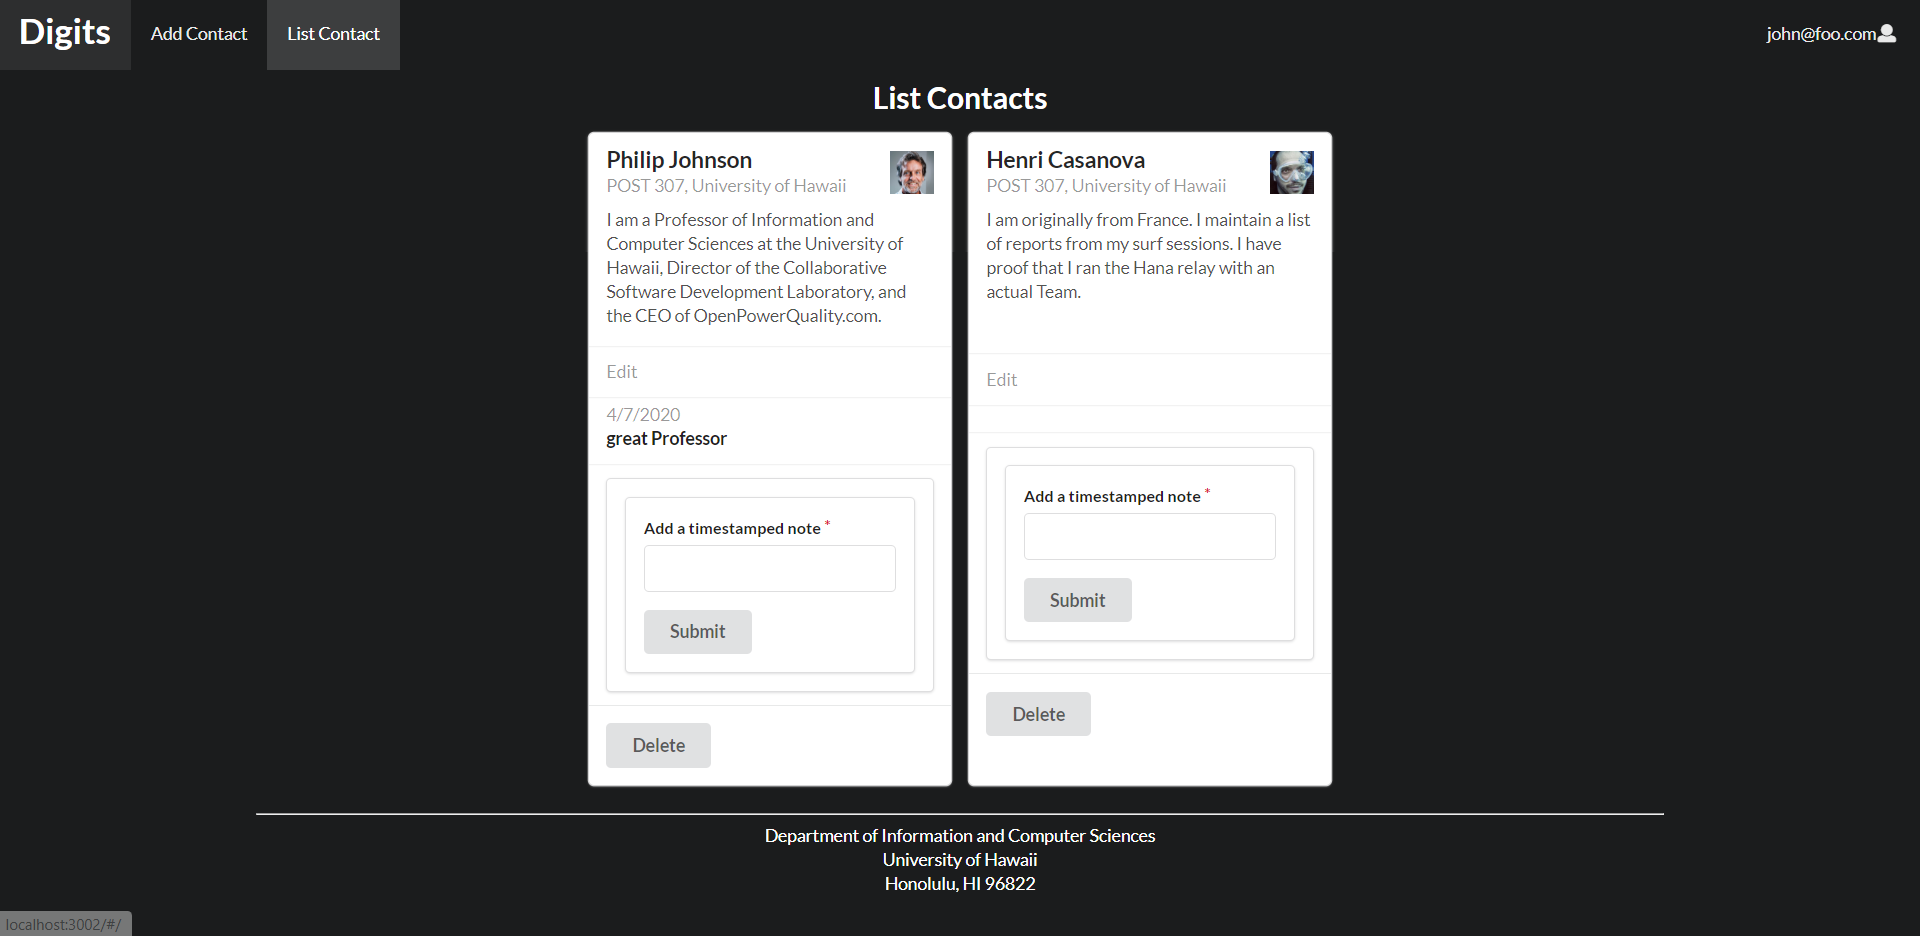 Digits
Add Contact
List Contact
john@foo.com
List Contacts
Philip Johnson
POST 307, University of Hawaii
I am a Professor of Information and
Computer Sciences at the University of
Hawaii, Director of the Collaborative
Software Development Laboratory, and
the CEO of OpenPowerQuality.com.
Edit
4/7/2020
great Professor
Add a timestamped note *
Submit
Delete
Henri Casanova
POST 307, University of Hawaii
I am originally from France. I maintain a list
of reports from my surf sessions. I have
proof that I ran the Hana relay with an
actual Team.
Edit
Add a timestamped note *
Submit
Delete
Department of Information and Computer Sciences
University of Hawaii
Honolulu, HI 96822
localhost:3002/#/